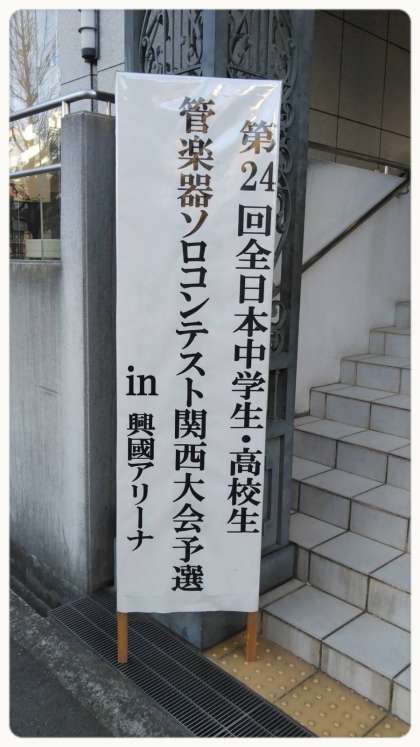 第24回全日本中学生・高校生
管楽器ソロコンテスト関西大会予選
in 興國アリーナ